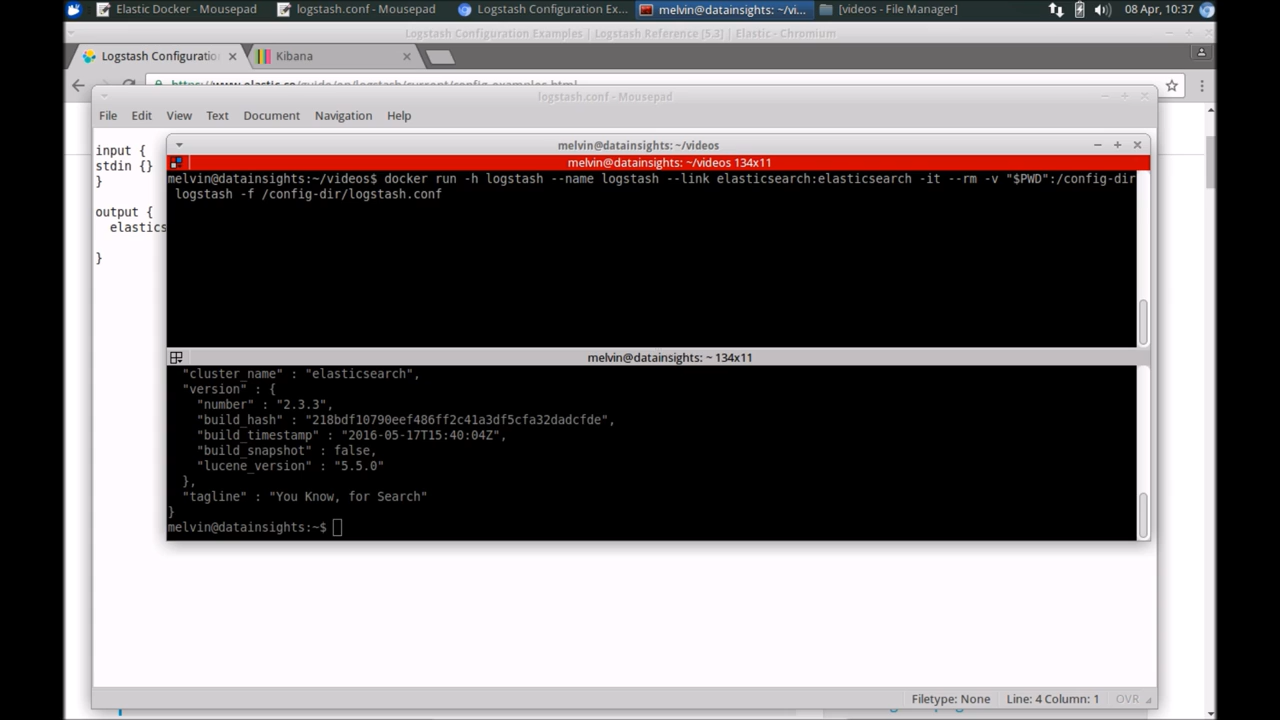 Elastic Docker - Mousepad
logstash.conf - Mousepad
Logstash Configuration Ex...
melvin@datainsights: ~/vi...
[videos - File Manager]
08 Apr, 10:37
Logstash Configuration Examples | Logstash Reference [5.3] | Elastic - Chromium
Logstash Configuratio
Kibana
https://www.elastic.co/guide/en/logstash/current/config-examples.html
logstash.conf - Mousepad
File Edit View Text Document Navigation Help
input {
stdin {}
}
output {
elastics
}
melvin@datainsights: ~/videos
melvin@datainsights: ~/videos 134x11
melvin@datainsights:~/videos$ docker run -h logstash --name logstash --link elasticsearch:elasticsearch -it --rm -v "$PWD":/config-dir
logstash -f /config-dir/logstash.conf
melvin@datainsights: ~ 134x11
"cluster_name" : "elasticsearch",
"version" : {
"number" : "2.3.3",
"build_hash" : "218bdf10790eef486ff2c41a3df5cfa32dadcfde",
"build_timestamp" : "2016-05-17T15:40:04Z",
"build_snapshot" : false,
"lucene_version" : "5.5.0"
},
"tagline" : "You Know, for Search"
}
melvin@datainsights:~$
Filetype: None
Line: 4 Column: 1
OVR